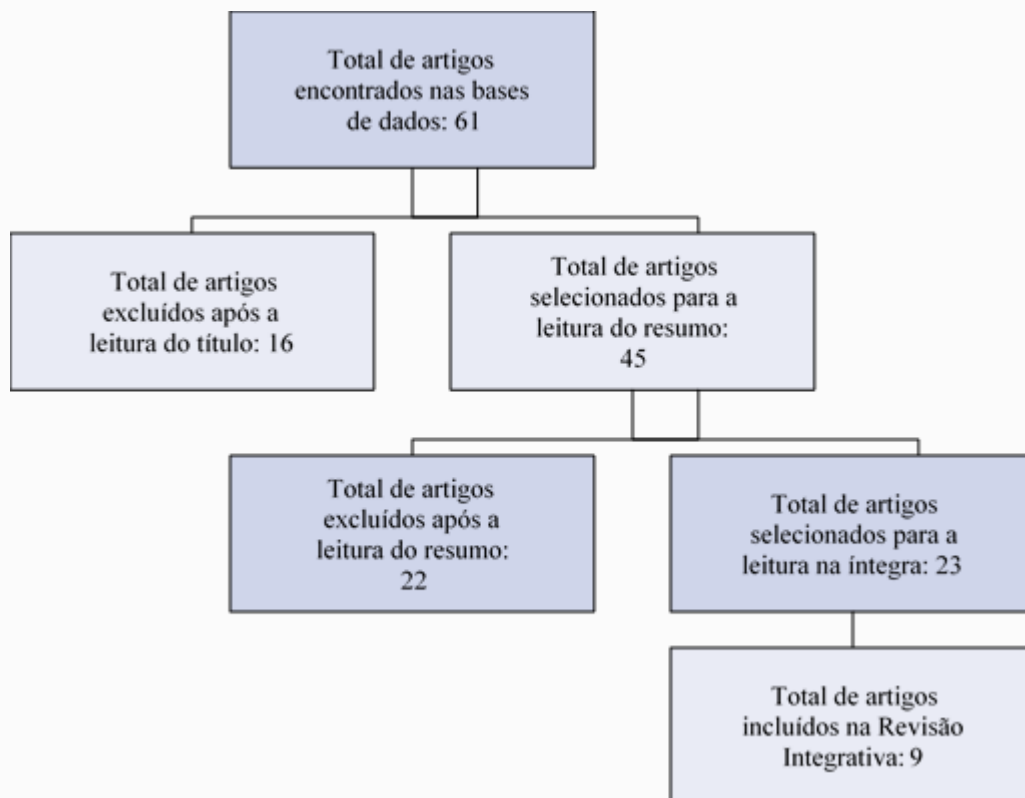 Total de artigos
encontrados nas bases
de dados: 61
Total de artigos
excluídos após a
leitura do título: 16
Total de artigos
selecionados para a
leitura do resumo:
45
Total de artigos
excluídos após a
leitura do resumo:
22
Total de artigos
selecionados para a
leitura na íntegra: 23
Total de artigos
incluídos na Revisão
Integrativa: 9